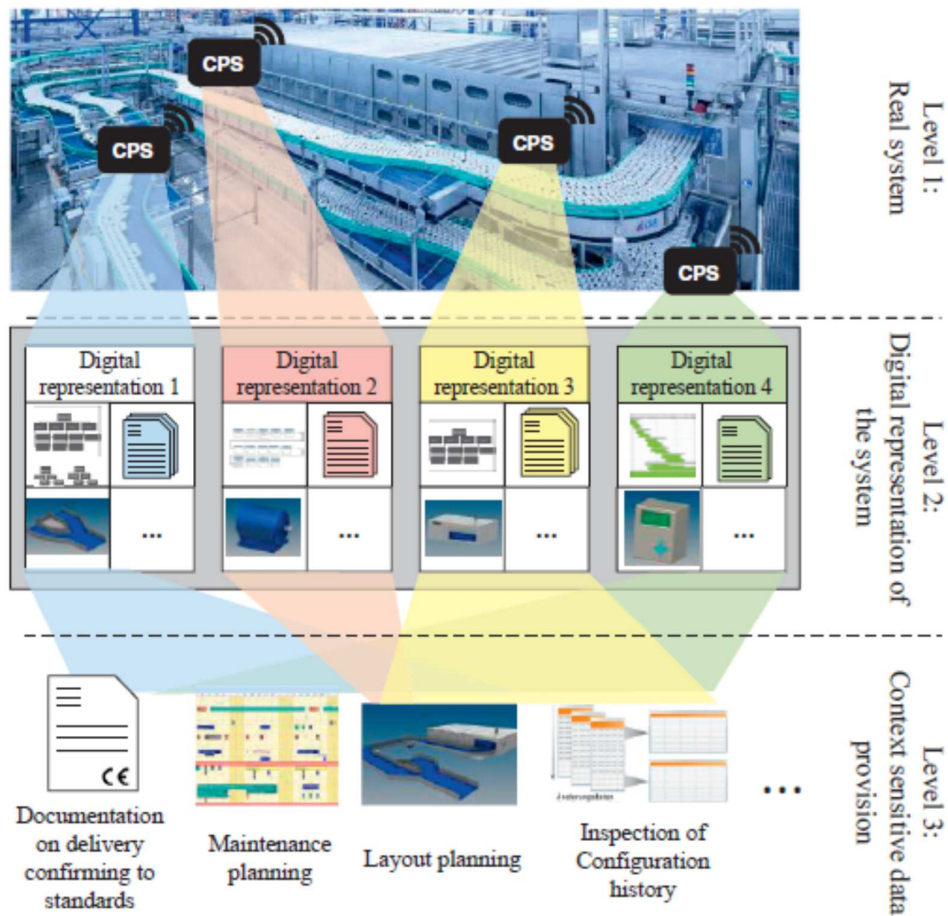 CPS
CPS
CPS
CPS
Level 1:
Real system
Digital
representation 1
Digital
representation 2
Digital
representation 3
Digital
representation 4
...
...
...
...
Level 2:
Digital representation of
the system
CE
Documentation
on delivery
confirming to
standards
Maintenance
planning
Layout planning
Inspection of
Configuration
history
...
Level 3:
Context sensitive data
provision